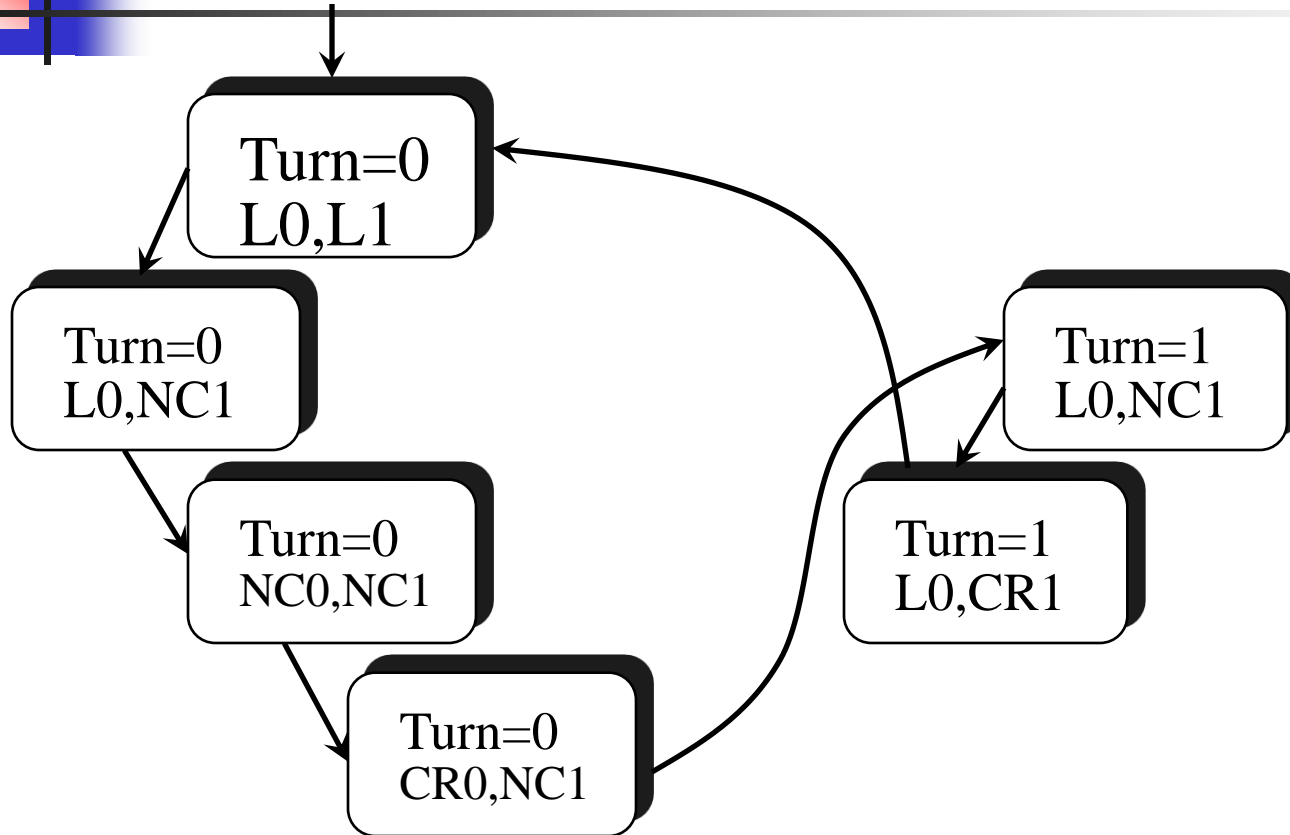 Turn=0
L0,L1
Turn=0
L0,NC1
Turn=1
L0,NC1
Turn=0
NC0,NC1
Turn=1
L0,CR1
Turn=0
CR0,NC1